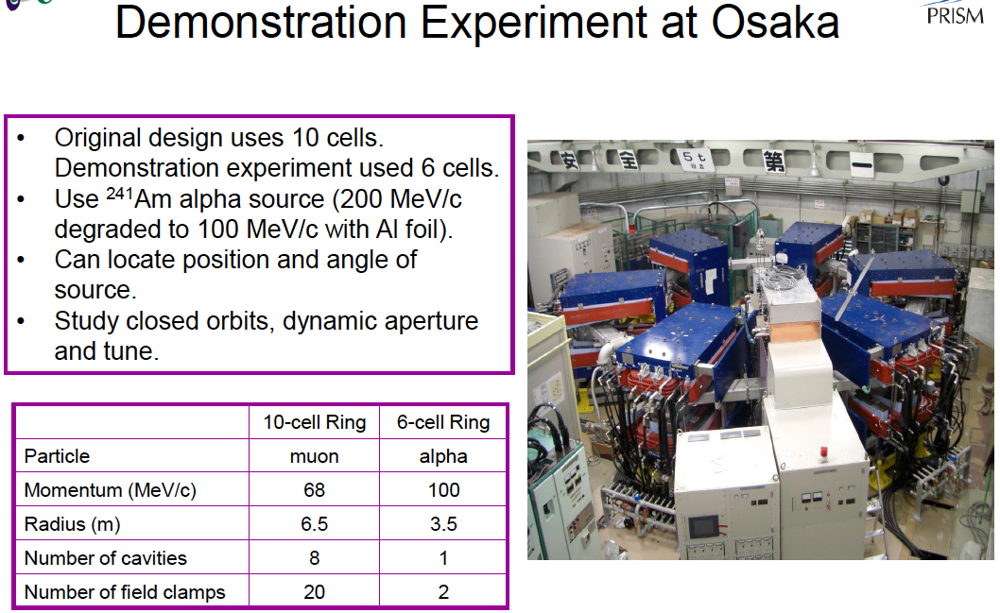 Demonstration Experiment at Osaka
PRISM
• Original design uses 10 cells.
Demonstration experiment used 6 cells.
• Use ²⁴¹Am alpha source (200 MeV/c
degraded to 100 MeV/c with Al foil).
• Can locate position and angle of
source.
• Study closed orbits, dynamic aperture
and tune.
10-cell Ring 6-cell Ring
Particle muon alpha
Momentum (MeV/c) 68 100
Radius (m) 6.5 3.5
Number of cavities 8 1
Number of field clamps 20 2
安 全 5t 第 一